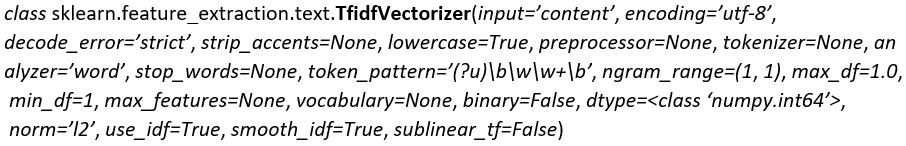 class sklearn.feature_extraction.text.TfidfVectorizer(input=’content’, encoding=’utf-8’,
decode_error=’strict’, strip_accents=None, lowercase=True, preprocessor=None, tokenizer=None, an
alyzer=’word’, stop_words=None, token_pattern=’(?u)\b\w\w+\b’, ngram_range=(1, 1), max_df=1.0,
min_df=1, max_features=None, vocabulary=None, binary=False, dtype=<class ‘numpy.int64’>,
norm=’l2’, use_idf=True, smooth_idf=True, sublinear_tf=False)